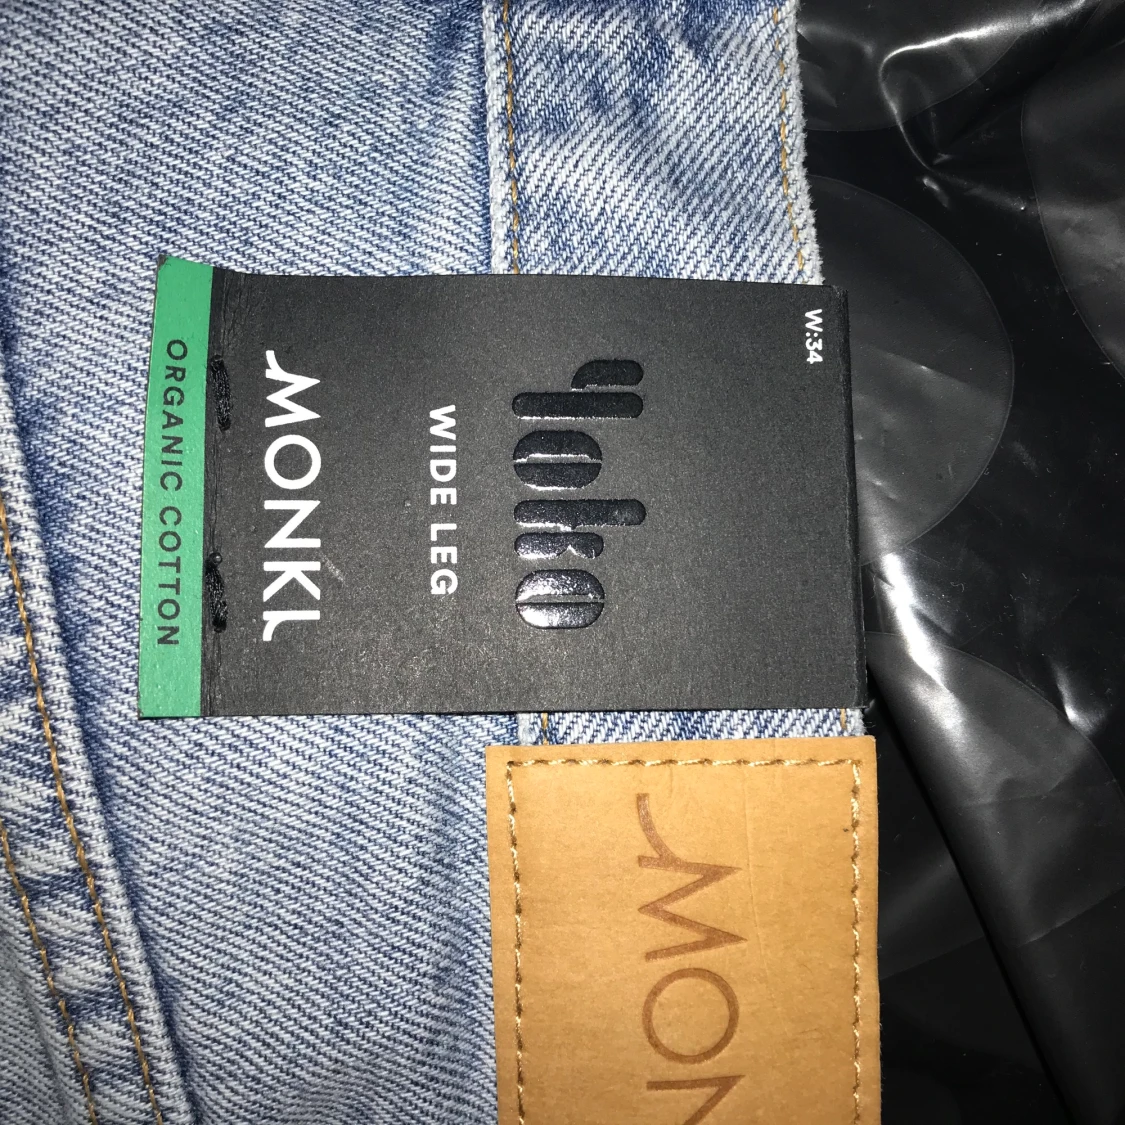 W:34
yoko
WIDE LEG
MONKI
ORGANIC COTTON
MON